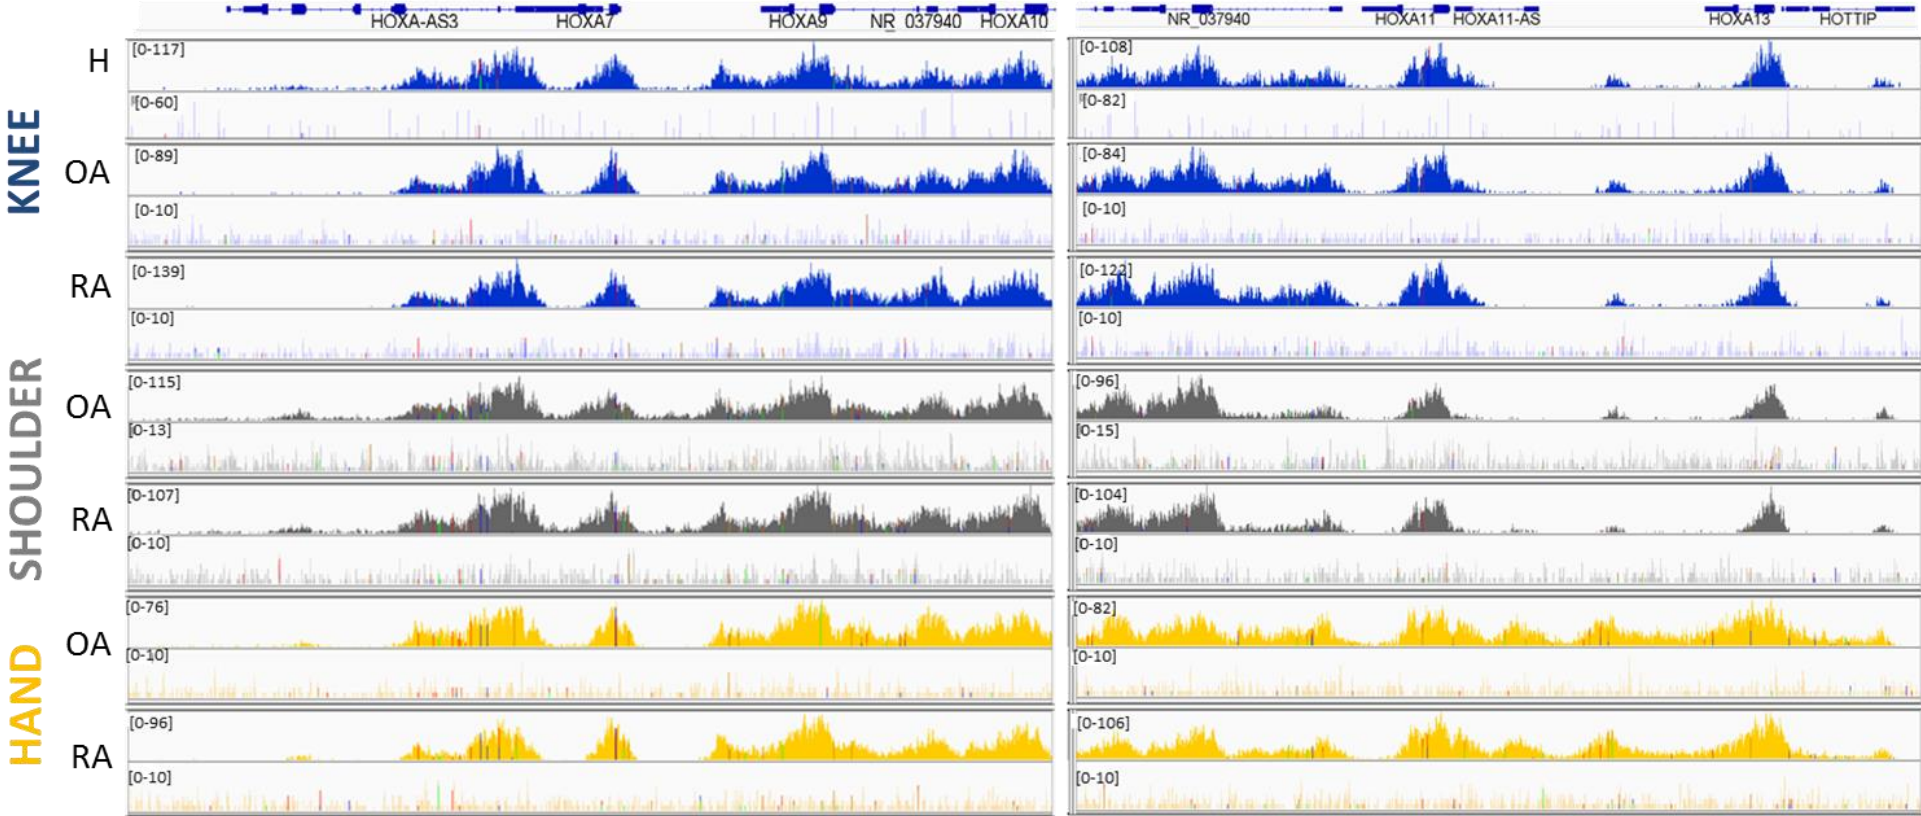 HOXA-AS3 HOXA7 HOXA9 NR_037940 HOXA10 NR_037940 HOXA11 HOXA11-AS HOXA13 HOTTIP
KNEE
H
[0-117] [0-108]
[0-60] [0-82]
OA
[0-89] [0-84]
[0-10] [0-10]
RA
[0-139] [0-122]
[0-10] [0-10]
SHOULDER
OA
[0-115] [0-96]
[0-13] [0-15]
RA
[0-107] [0-104]
[0-10] [0-10]
HAND
OA
[0-76] [0-82]
[0-10] [0-10]
RA
[0-96] [0-106]
[0-10] [0-10]